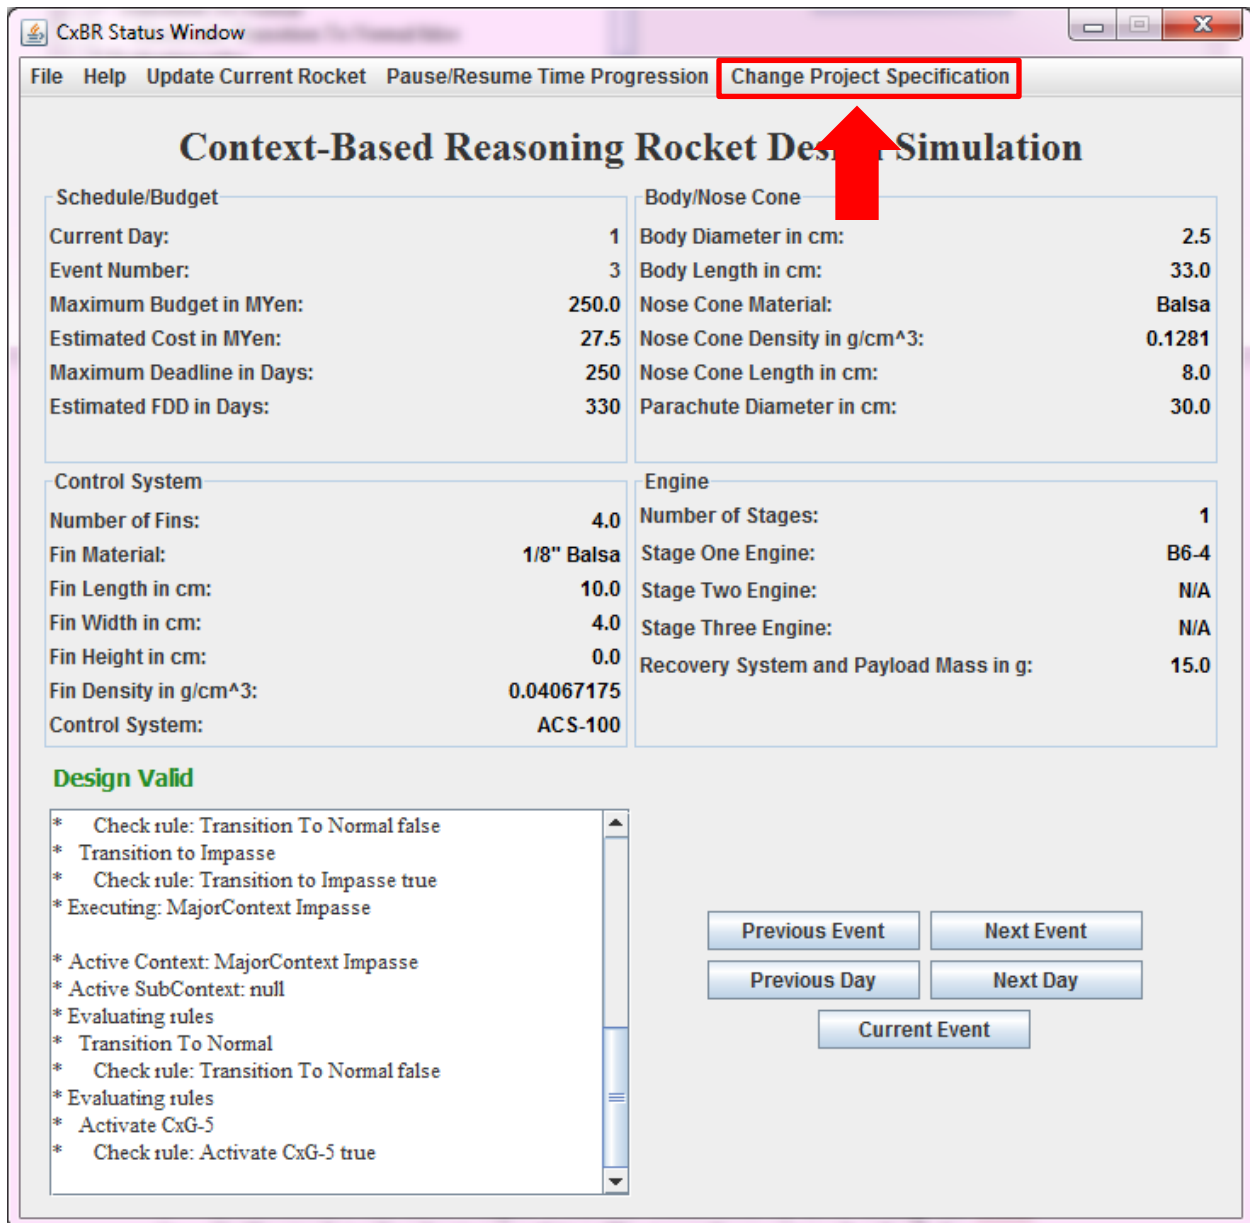 CxBR Status Window
File Help Update Current Rocket Pause/Resume Time Progression Change Project Specification
Context-Based Reasoning Rocket Simulation
Schedule/Budget
Current Day: 1
Event Number: 3
Maximum Budget in MYen: 250.0
Estimated Cost in MYen: 27.5
Maximum Deadline in Days: 250
Estimated FDD in Days: 330
Body/Nose Cone
Body Diameter in cm: 2.5
Body Length in cm: 33.0
Nose Cone Material: Balsa
Nose Cone Density in g/cm^3: 0.1281
Nose Cone Length in cm: 8.0
Parachute Diameter in cm: 30.0
Control System
Number of Fins: 4.0
Fin Material: 1/8" Balsa
Fin Length in cm: 10.0
Fin Width in cm: 4.0
Fin Height in cm: 0.0
Fin Density in g/cm^3: 0.04067175
Control System: ACS-100
Engine
Number of Stages: 1
Stage One Engine: B6-4
Stage Two Engine: N/A
Stage Three Engine: N/A
Recovery System and Payload Mass in g: 15.0
Design Valid
* Check rule: Transition To Normal false
* Transition to Impasse
* Check rule: Transition to Impasse true
* Executing: MajorContext Impasse
* Active Context: MajorContext Impasse
* Active SubContext: null
* Evaluating rules
* Transition To Normal
* Check rule: Transition To Normal false
* Evaluating rules
* Activate CxG-5
* Check rule: Activate CxG-5 true
Previous Event Next Event
Previous Day Next Day
Current Event